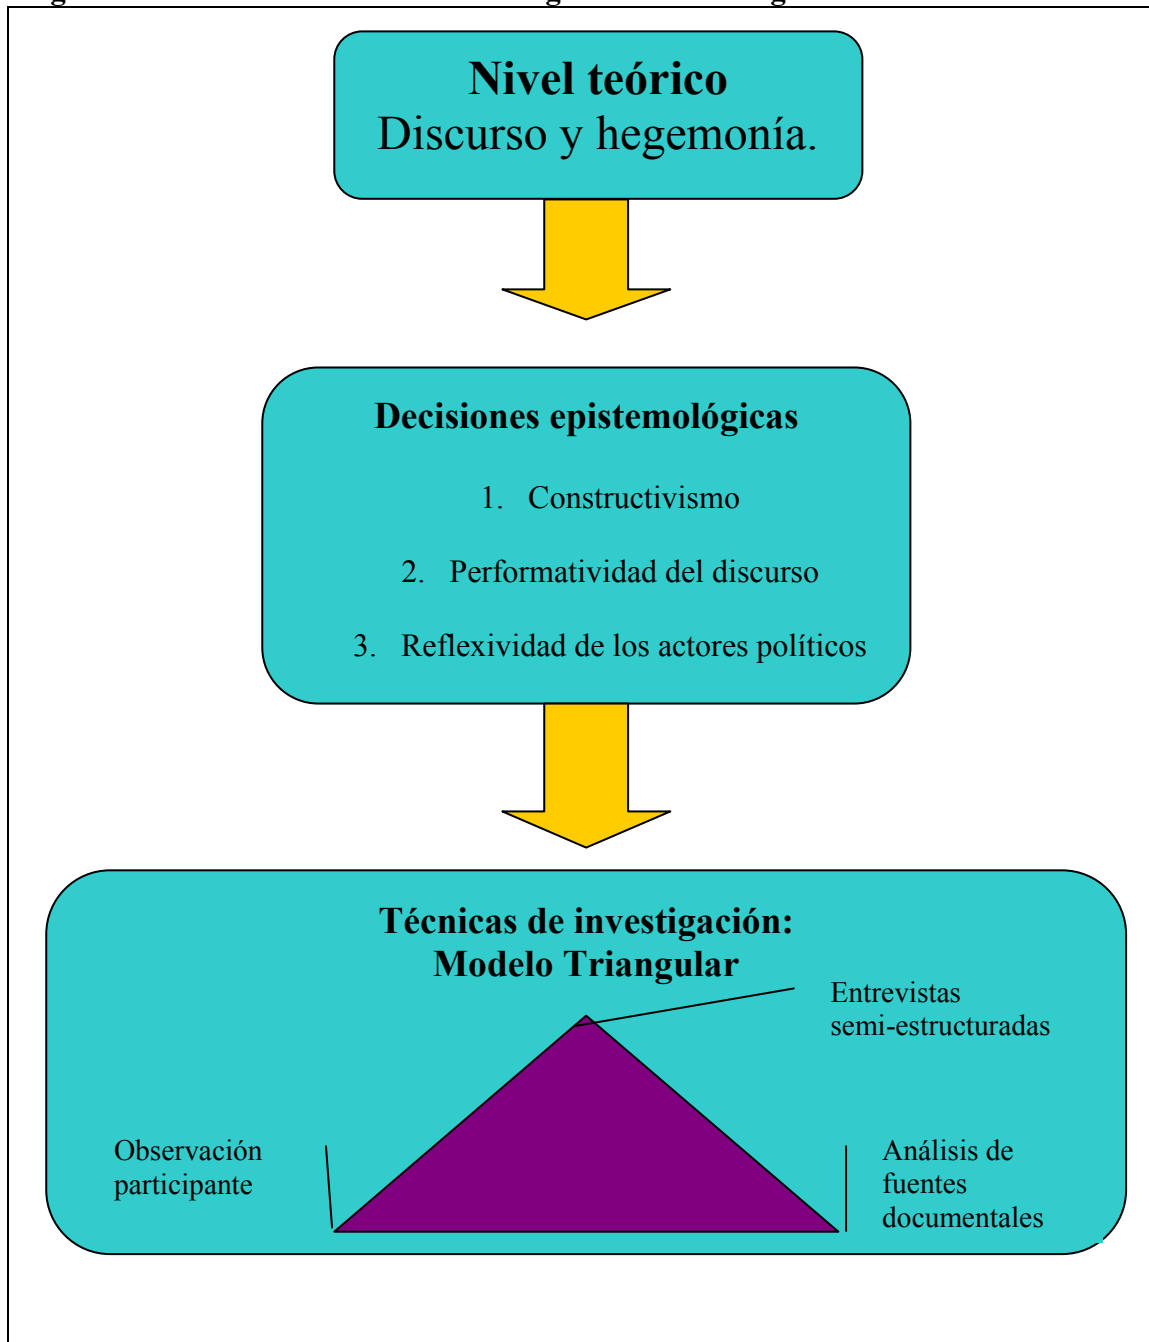 Nivel teórico
Discurso y hegemonía.
Decisiones epistemológicas
1. Constructivismo
2. Performatividad del discurso
3. Reflexividad de los actores políticos
Técnicas de investigación:
Modelo Triangular
Entrevistas
semi-estructuradas
Observación
participante
Análisis de
fuentes
documentales